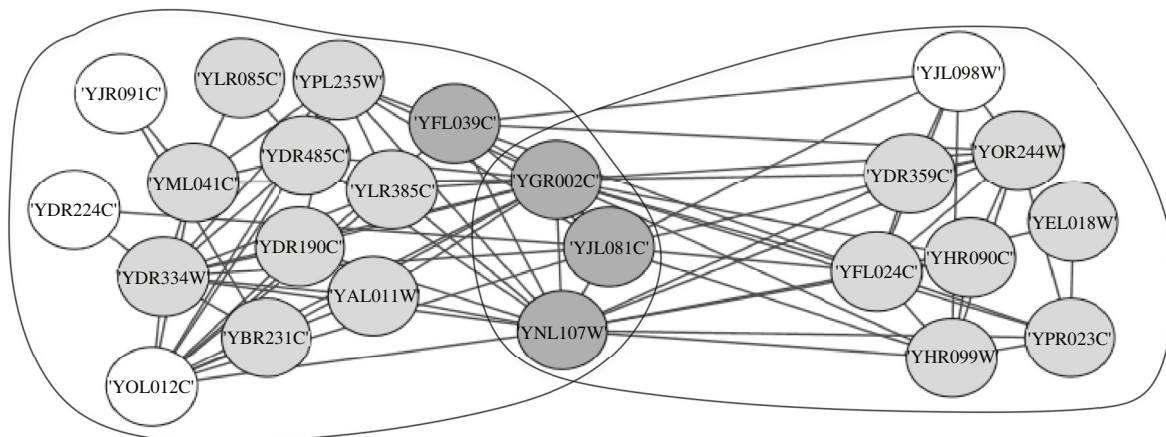 'YJR091C'
'YLR085C'
'YPL235W'
'YFL039C'
'YJL098W'
'YML041C'
'YDR485C'
'YLR385C'
'YGR002C'
'YDR359C'
'YOR244W'
'YDR224C'
'YDR190C'
'YJL081C'
'YEL018W'
'YDR334W'
'YAL011W'
'YFL024C'
'YHR090C'
'YBR231C'
'YNL107W'
'YHR099W'
'YPR023C'
'YOL012C'